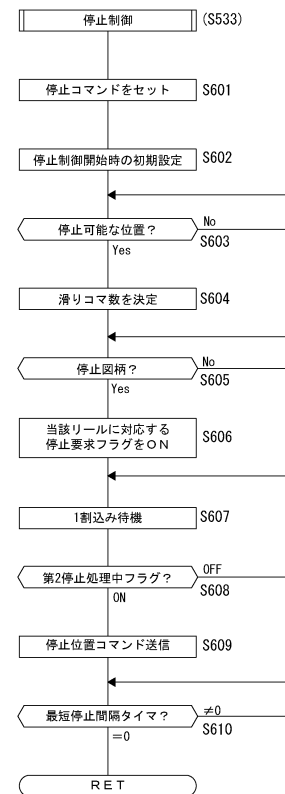 停止制御 (S533)
停止コマンドをセット S601
停止制御開始時の初期設定 S602
停止可能な位置? No
S603
Yes
滑りコマ数を決定 S604
停止図柄? No
S605
Yes
当該リールに対応する
停止要求フラグをON S606
1割込み待機 S607
第2停止処理中フラグ? OFF
S608
ON
停止位置コマンド送信 S609
最短停止間隔タイマ? ≠0
S610
=0
RET